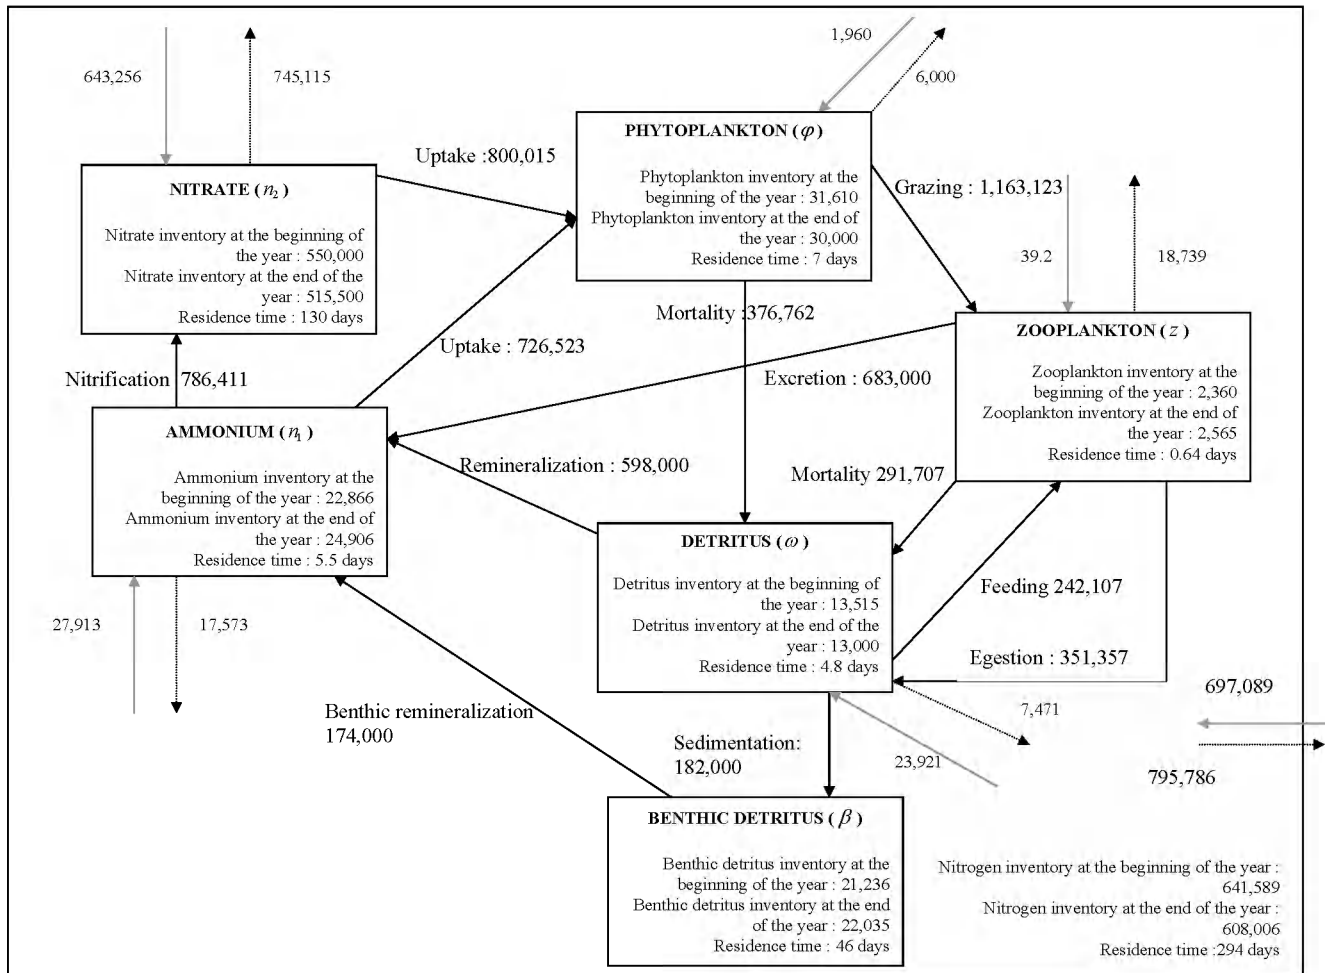 643,256
745,115
1,960
6,000
NITRATE (n₂)
Nitrate inventory at the beginning of
the year : 550,000
Nitrate inventory at the end of the
year : 515,500
Residence time : 130 days
Uptake :800,015
PHYTOPLANKTON (φ)
Phytoplankton inventory at the
beginning of the year : 31,610
Phytoplankton inventory at the end of
the year : 30,000
Residence time : 7 days
Grazing : 1,163,123
39.2
18,739
Mortality :376,762
Uptake : 726,523
Nitrification 786,411
Excretion : 683,000
ZOOPLANKTON (z)
Zooplankton inventory at the
beginning of the year : 2,360
Zooplankton inventory at the end of
the year : 2,565
Residence time : 0.64 days
AMMONIUM (n₁)
Ammonium inventory at the
beginning of the year : 22,866
Ammonium inventory at the end of
the year : 24,906
Residence time : 5.5 days
Remineralization : 598,000
Mortality 291,707
DETRITUS (ω)
Detritus inventory at the beginning of
the year : 13,515
Detritus inventory at the end of the
year : 13,000
Residence time : 4.8 days
Feeding 242,107
Egestion : 351,357
27,913
17,573
697,089
7,471
Benthic remineralization
174,000
Sedimentation:
182,000
23,921
795,786
BENTHIC DETRITUS (β)
Benthic detritus inventory at the
beginning of the year : 21,236
Benthic detritus inventory at the end
of the year : 22,035
Residence time : 46 days
Nitrogen inventory at the beginning of the year :
641,589
Nitrogen inventory at the end of the year :
608,006
Residence time :294 days